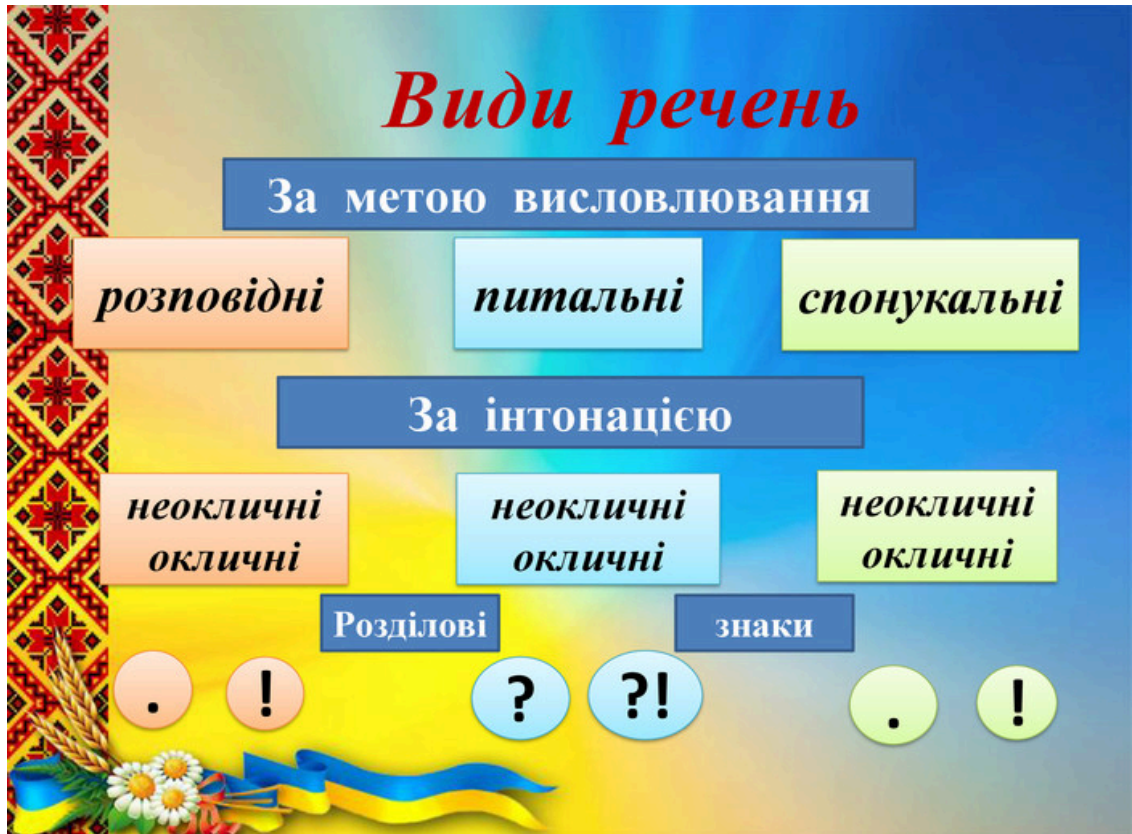 Види речень
За метою висловлювання
розповідні питальні спонукальні
За інтонацією
неокличні неокличні неокличні
окличні окличні окличні
Розділові знаки
. ! ? ?! . !